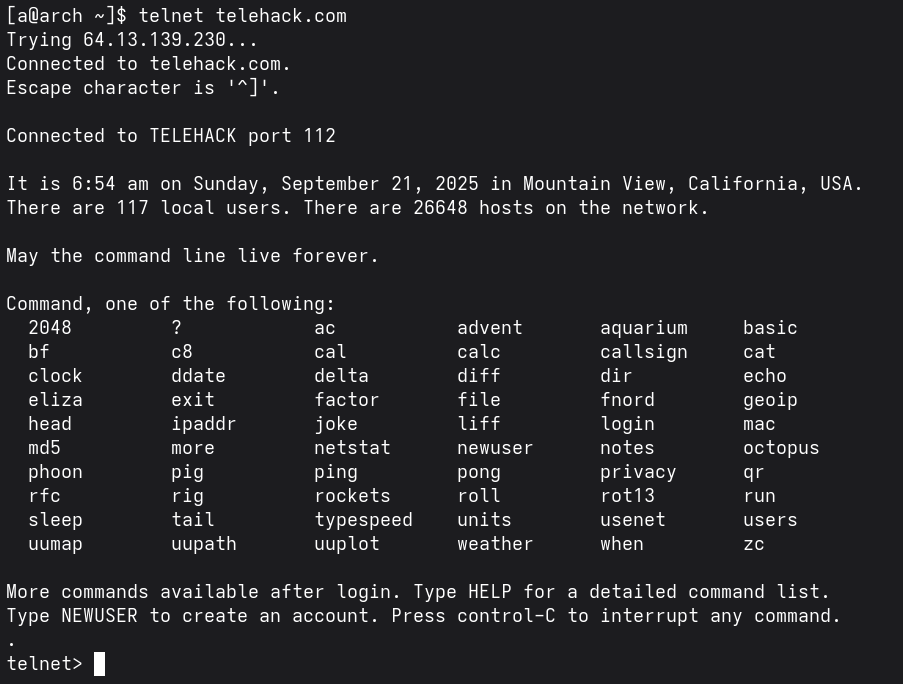 [a@arch ~]$ telnet telehack.com
Trying 64.13.139.230...
Connected to telehack.com.
Escape character is '^]'.
Connected to TELEHACK port 112
It is 6:54 am on Sunday, September 21, 2025 in Mountain View, California, USA.
There are 117 local users. There are 26648 hosts on the network.
May the command line live forever.
Command, one of the following:
  2048         ?            ac           advent       aquarium     basic
  bf           c8           cal          calc         callsign     cat
  clock        ddate        delta        diff         dir          echo
  eliza        exit         factor       file         fnord        geoip
  head         ipaddr       joke         liff         login        mac
  md5          more         netstat      newuser      notes        octopus
  phoon        pig          ping         pong         privacy      qr
  rfc          rig          rockets      roll         rot13        run
  sleep        tail         typespeed    units        usenet       users
  uumap        uupath       uuplot       weather      when         zc
More commands available after login. Type HELP for a detailed command list.
Type NEWUSER to create an account. Press control-C to interrupt any command.
.
telnet>